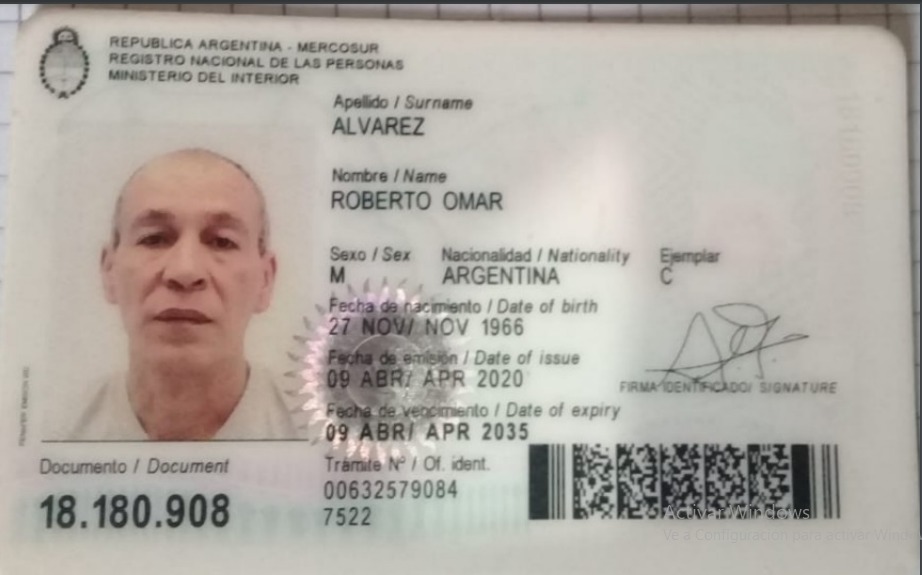 REPUBLICA ARGENTINA - MERCOSUR
REGISTRO NACIONAL DE LAS PERSONAS
MINISTERIO DEL INTERIOR
Apellido / Surname
ALVAREZ
Nombre / Name
ROBERTO OMAR
Sexo / Sex Nacionalidad / Nationality Ejemplar
M ARGENTINA C
Fecha de nacimiento / Date of birth
27 NOV/ NOV 1966
Fecha de emisión / Date of issue
09 ABR/ APR 2020
FIRMA IDENTIFICADO/ SIGNATURE
Fecha de vencimiento / Date of expiry
09 ABR/ APR 2035
Documento / Document
18.180.908
Trámite Nº / Of. ident.
00632579084
7522
Activar Windows
Ve a Configuración para activar Wind